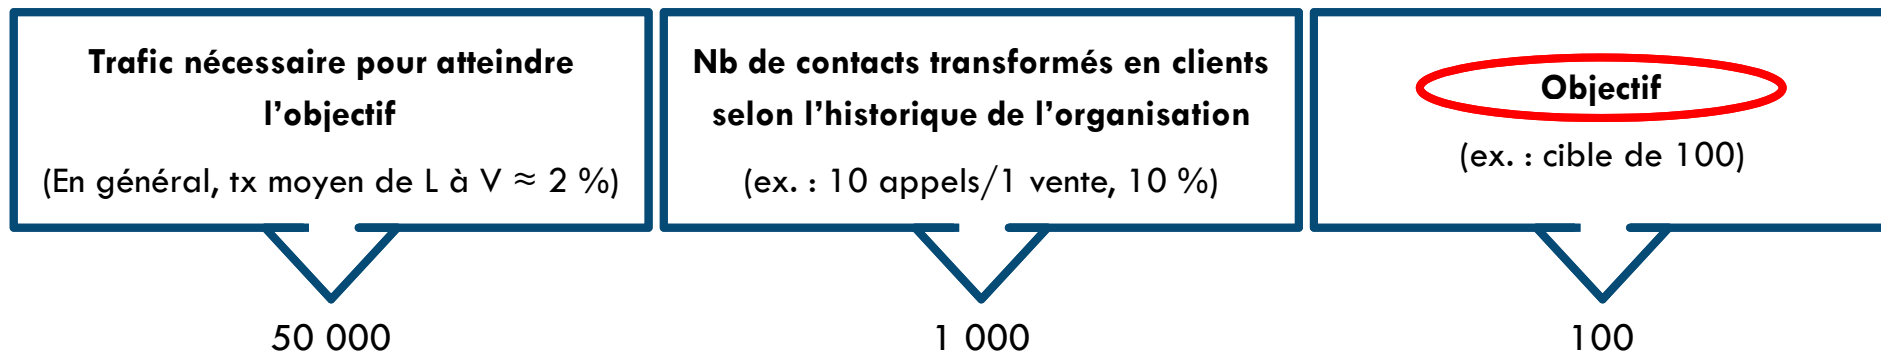 Trafic nécessaire pour atteindre
l’objectif
(En général, tx moyen de L à V ≈ 2 %)
50 000
Nb de contacts transformés en clients
selon l’historique de l’organisation
(ex. : 10 appels/1 vente, 10 %)
1 000
Objectif
(ex. : cible de 100)
100